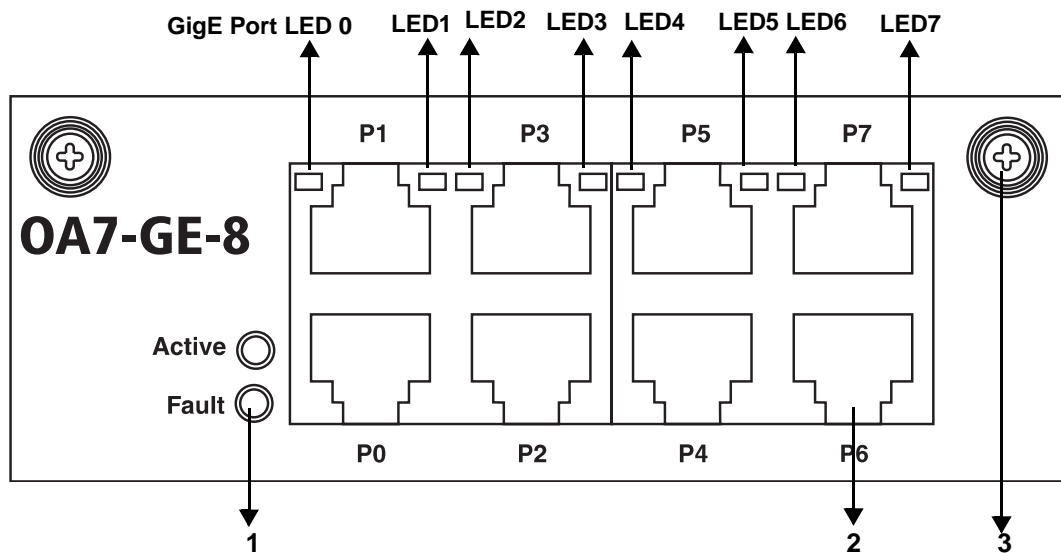 GigE Port LED 0 LED1 LED2 LED3 LED4 LED5 LED6 LED7
P1 P3 P5 P7
OA7-GE-8
Active
Fault
P0 P2 P4 P6
1 2 3